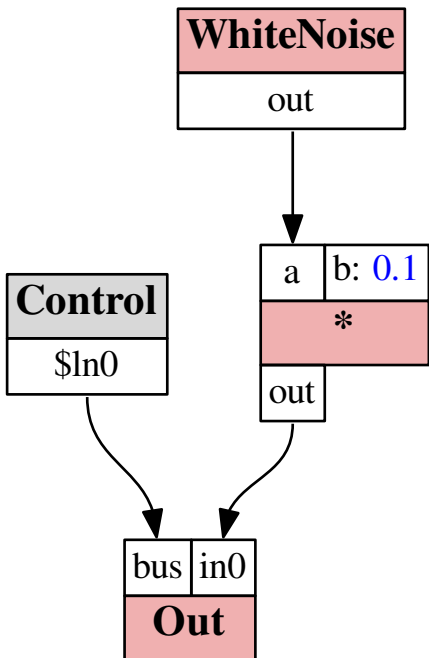 WhiteNoise
out
a
b: 0.1
*
out
Control
$ln0
bus
in0
Out